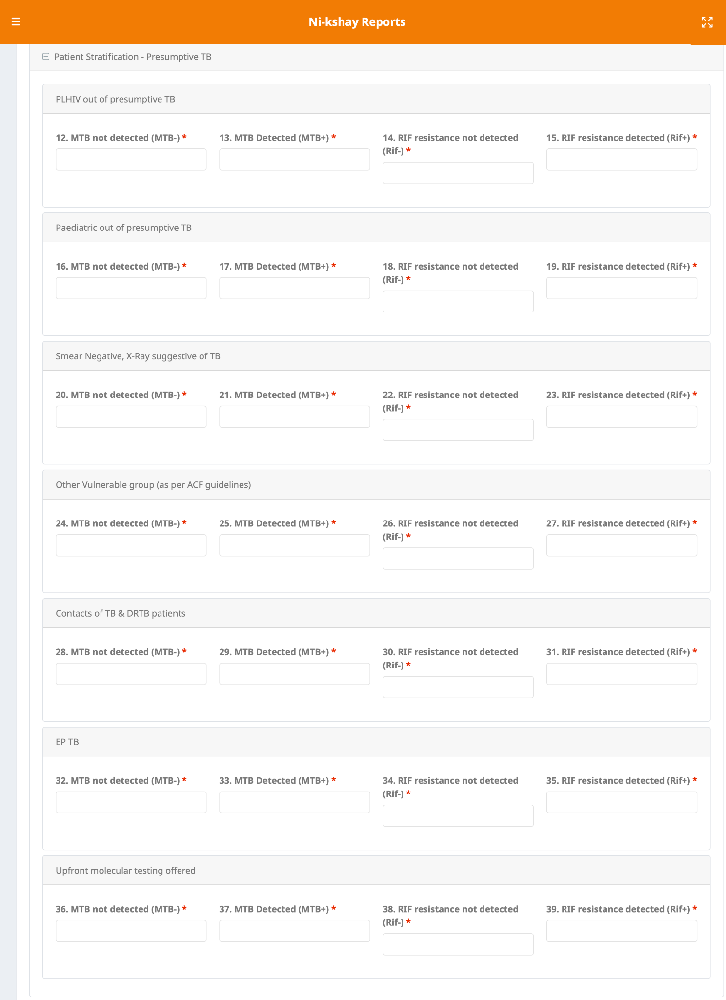 Ni-kshay Reports
Patient Stratification - Presumptive TB
PLHIV out of presumptive TB
12. MTB not detected (MTB-) *
13. MTB Detected (MTB+) *
14. RIF resistance not detected
(Rif-) *
15. RIF resistance detected (Rif+) *
Paediatric out of presumptive TB
16. MTB not detected (MTB-) *
17. MTB Detected (MTB+) *
18. RIF resistance not detected
(Rif-) *
19. RIF resistance detected (Rif+) *
Smear Negative, X-Ray suggestive of TB
20. MTB not detected (MTB-) *
21. MTB Detected (MTB+) *
22. RIF resistance not detected
(Rif-) *
23. RIF resistance detected (Rif+) *
Other Vulnerable group (as per ACF guidelines)
24. MTB not detected (MTB-) *
25. MTB Detected (MTB+) *
26. RIF resistance not detected
(Rif-) *
27. RIF resistance detected (Rif+) *
Contacts of TB & DRTB patients
28. MTB not detected (MTB-) *
29. MTB Detected (MTB+) *
30. RIF resistance not detected
(Rif-) *
31. RIF resistance detected (Rif+) *
EP TB
32. MTB not detected (MTB-) *
33. MTB Detected (MTB+) *
34. RIF resistance not detected
(Rif-) *
35. RIF resistance detected (Rif+) *
Upfront molecular testing offered
36. MTB not detected (MTB-) *
37. MTB Detected (MTB+) *
38. RIF resistance not detected
(Rif-) *
39. RIF resistance detected (Rif+) *